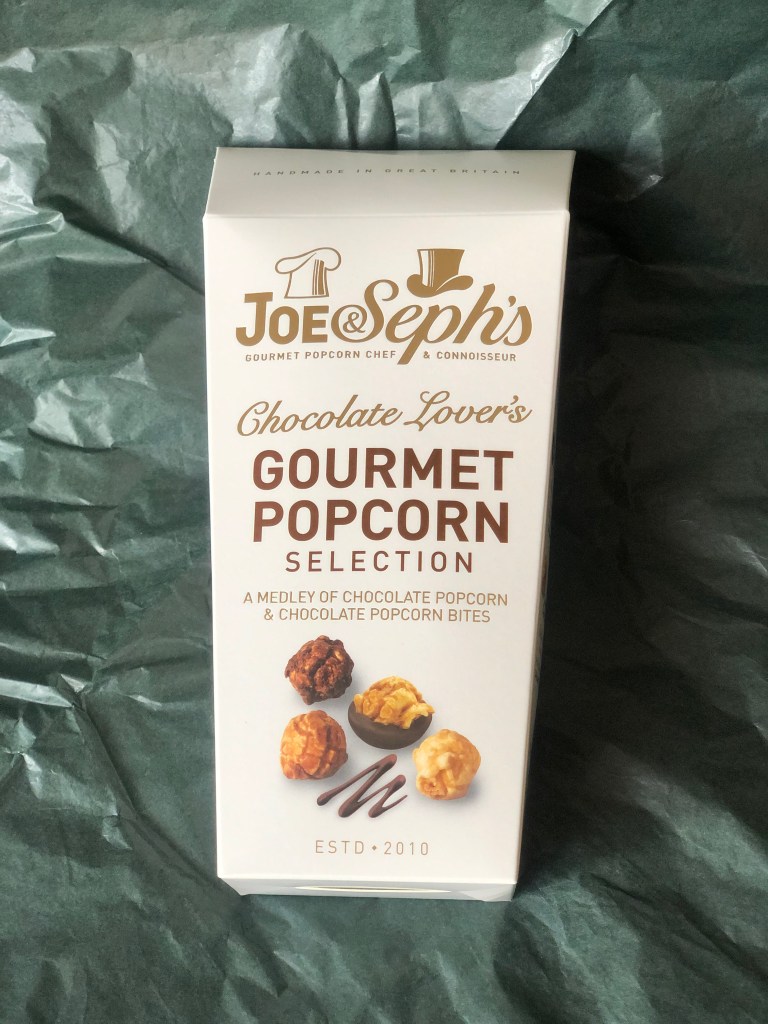 HANDMADE IN GREAT BRITAIN
JOE & Seph's
GOURMET POPCORN CHEF & CONNOISSEUR
Chocolate Lover's
GOURMET
POPCORN
SELECTION
A MEDLEY OF CHOCOLATE POPCORN
& CHOCOLATE POPCORN BITES
ESTD • 2010